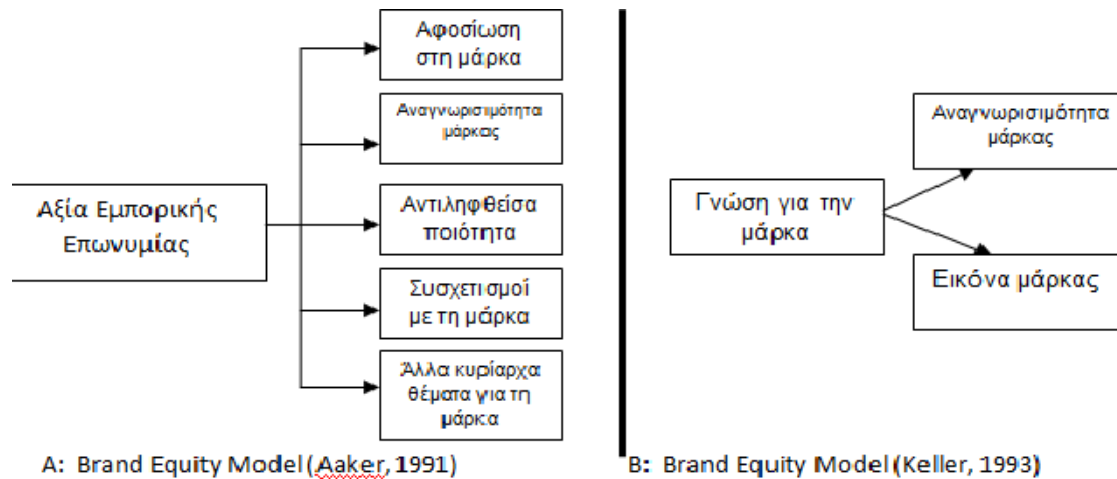 Αφοσίωση
στη μάρκα
Αναγνωρισιμότητα
μάρκας
Αξία Εμπορικής
Επωνυμίας
Αντιληφθείσα
ποιότητα
Συσχετισμοί
με τη μάρκα
Άλλα κυρίαρχα
θέματα για τη
μάρκα
A: Brand Equity Model (Aaker, 1991)
Γνώση για την
μάρκα
Αναγνωρισιμότητα
μάρκας
Εικόνα μάρκας
B: Brand Equity Model (Keller, 1993)